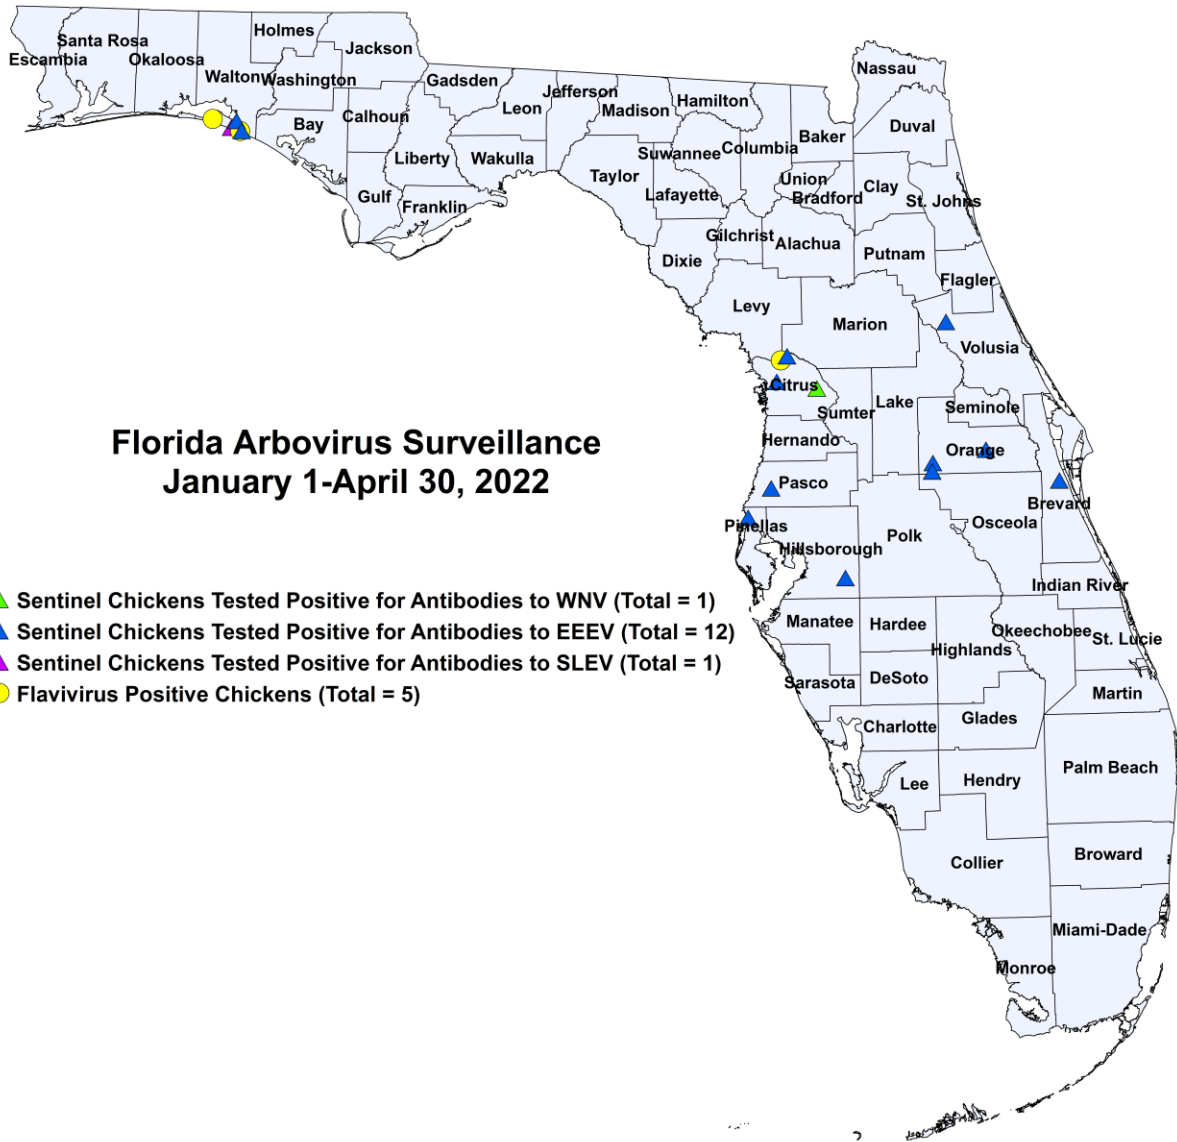 Holmes
Santa Rosa
Jackson
Escambia
Okaloosa
Walton
Washington
Gadsden
Nassau
Jefferson
Hamilton
Leon
Madison
Calhoun
Bay
Duval
Baker
Columbia
Suwannee
Liberty
Wakulla
Taylor
Union
Clay
Lafayette
Bradford
St. Johns
Gulf
Franklin
Gilchrist
Alachua
Putnam
Dixie
Flagler
Levy
Marion
Volusia
Citrus
Lake
Seminole
Sumter
Hernando
Orange
Florida Arbovirus Surveillance
January 1-April 30, 2022
Pasco
Brevard
Pinellas
Osceola
Polk
Hillsborough
Indian River
Sentinel Chickens Tested Positive for Antibodies to WNV (Total = 1)
Sentinel Chickens Tested Positive for Antibodies to EEEV (Total = 12)
Sentinel Chickens Tested Positive for Antibodies to SLEV (Total = 1)
Flavivirus Positive Chickens (Total = 5)
Manatee
Hardee
Okeechobee
St. Lucie
Highlands
Sarasota
DeSoto
Martin
Charlotte
Glades
Palm Beach
Lee
Hendry
Collier
Broward
Miami-Dade
Monroe